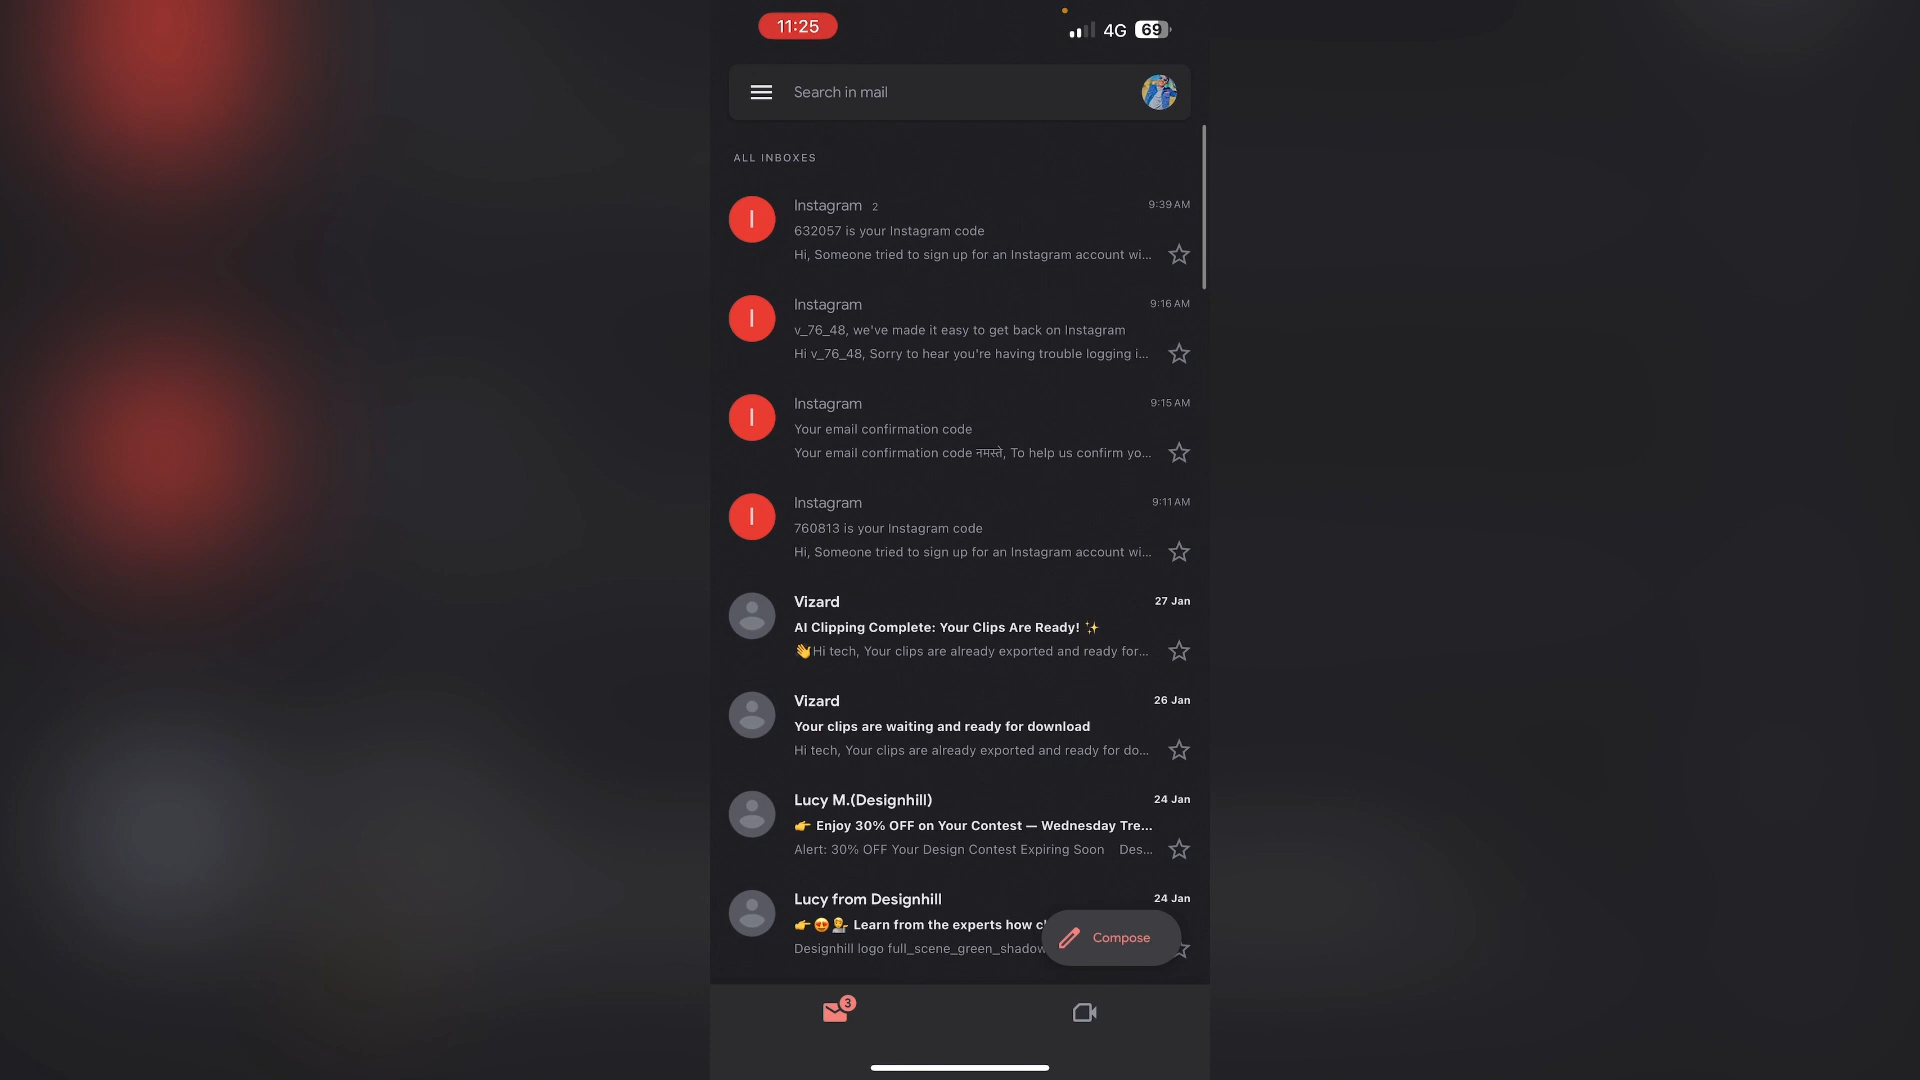 11:25
4G 69
Search in mail
ALL INBOXES
I
Instagram 2 9:39 AM
632057 is your Instagram code
Hi, Someone tried to sign up for an Instagram account wi...
I
Instagram 9:16 AM
v_76_48, we've made it easy to get back on Instagram
Hi v_76_48, Sorry to hear you're having trouble logging i...
I
Instagram 9:15 AM
Your email confirmation code
Your email confirmation code नमस्ते, To help us confirm yo...
I
Instagram 9:11 AM
760813 is your Instagram code
Hi, Someone tried to sign up for an Instagram account wi...
Vizard 27 Jan
AI Clipping Complete: Your Clips Are Ready! ✨
👋Hi tech, Your clips are already exported and ready for...
Vizard 26 Jan
Your clips are waiting and ready for download
Hi tech, Your clips are already exported and ready for do...
Lucy M.(Designhill) 24 Jan
👉 Enjoy 30% OFF on Your Contest — Wednesday Tre...
Alert: 30% OFF Your Design Contest Expiring Soon Des...
Lucy from Designhill 24 Jan
👉😍💁 Learn from the experts how
Designhill logo full_scene_green_shadow
Compose
3